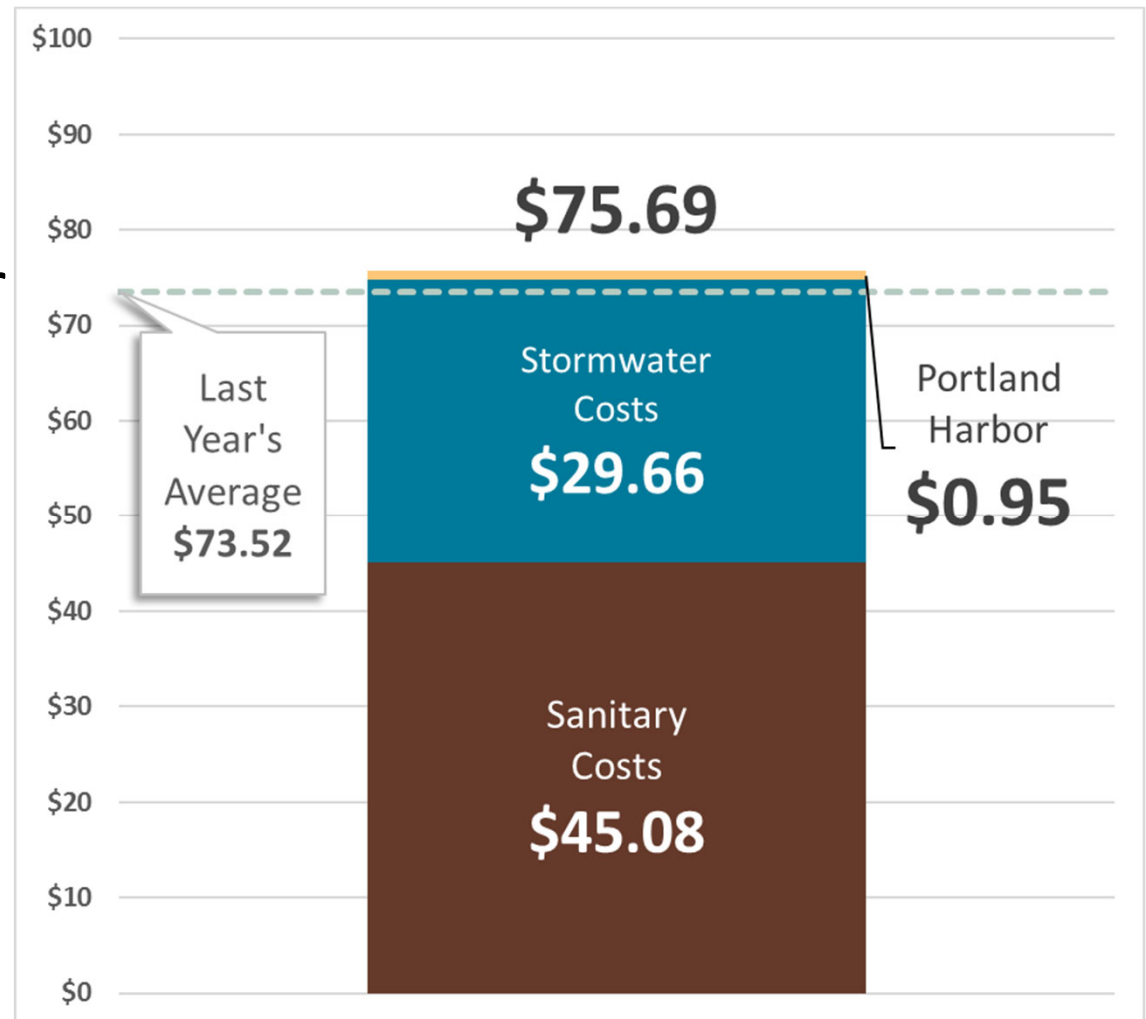 $100
$90
$80
$70
$60
$50
$40
$30
$20
$10
$0
$75.69
Last
Year's
Average
$73.52
Stormwater
Costs
$29.66
Portland
Harbor
$0.95
Sanitary
Costs
$45.08